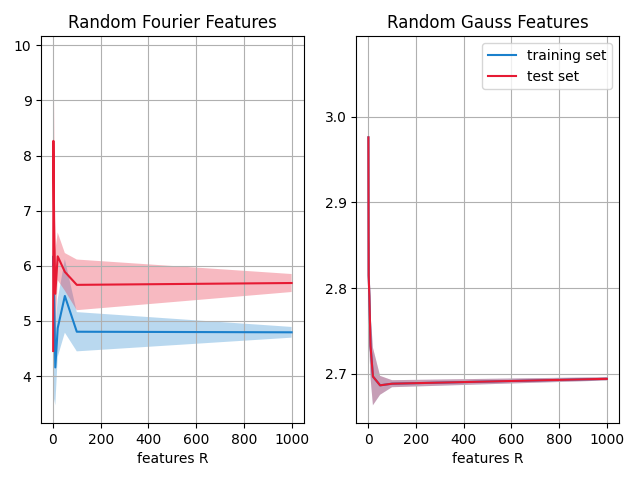 Random Fourier Features
10
9
8
7
6
5
4
0 200 400 600 800 1000
features R
Random Gauss Features
training set
test set
3.0
2.9
2.8
2.7
0 200 400 600 800 1000
features R